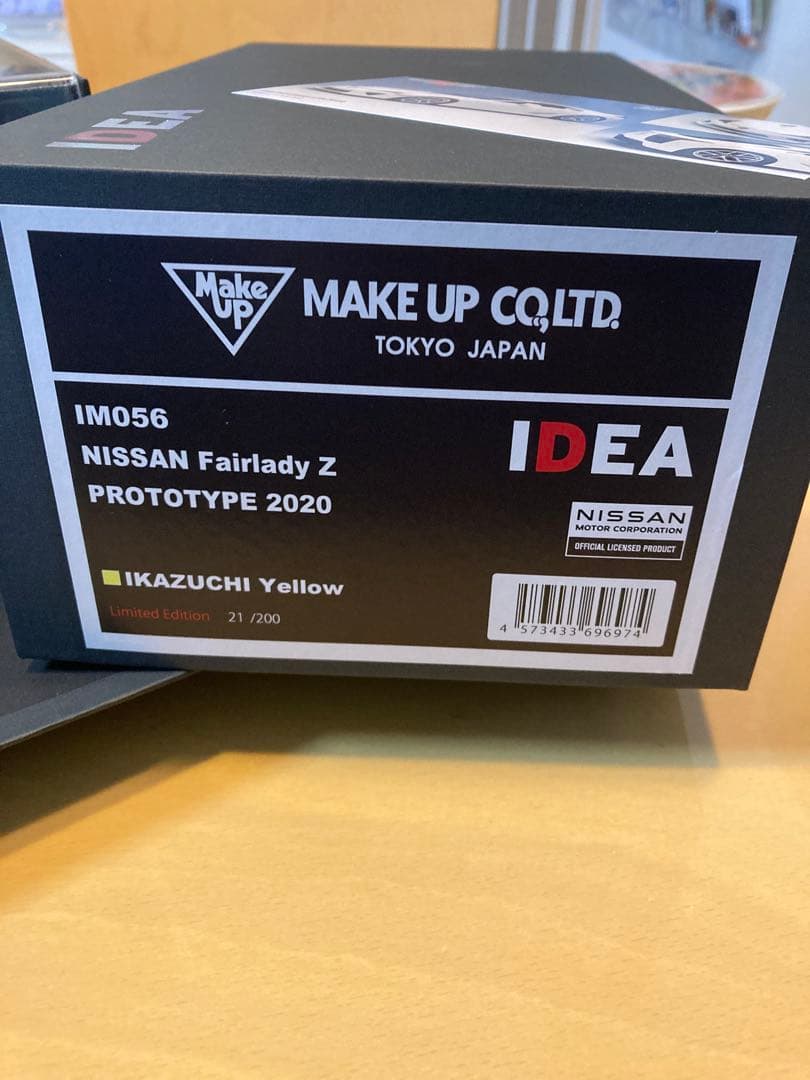 IDEA
Make
UP
MAKE UP CO.,LTD.
TOKYO JAPAN
IM056
NISSAN Fairlady Z
PROTOTYPE 2020
IDEA
NISSAN
MOTOR CORPORATION
OFFICIAL LICENSED PRODUCT
IKAZUCHI Yellow
Limited Edition 21 /200
4 573433 696974